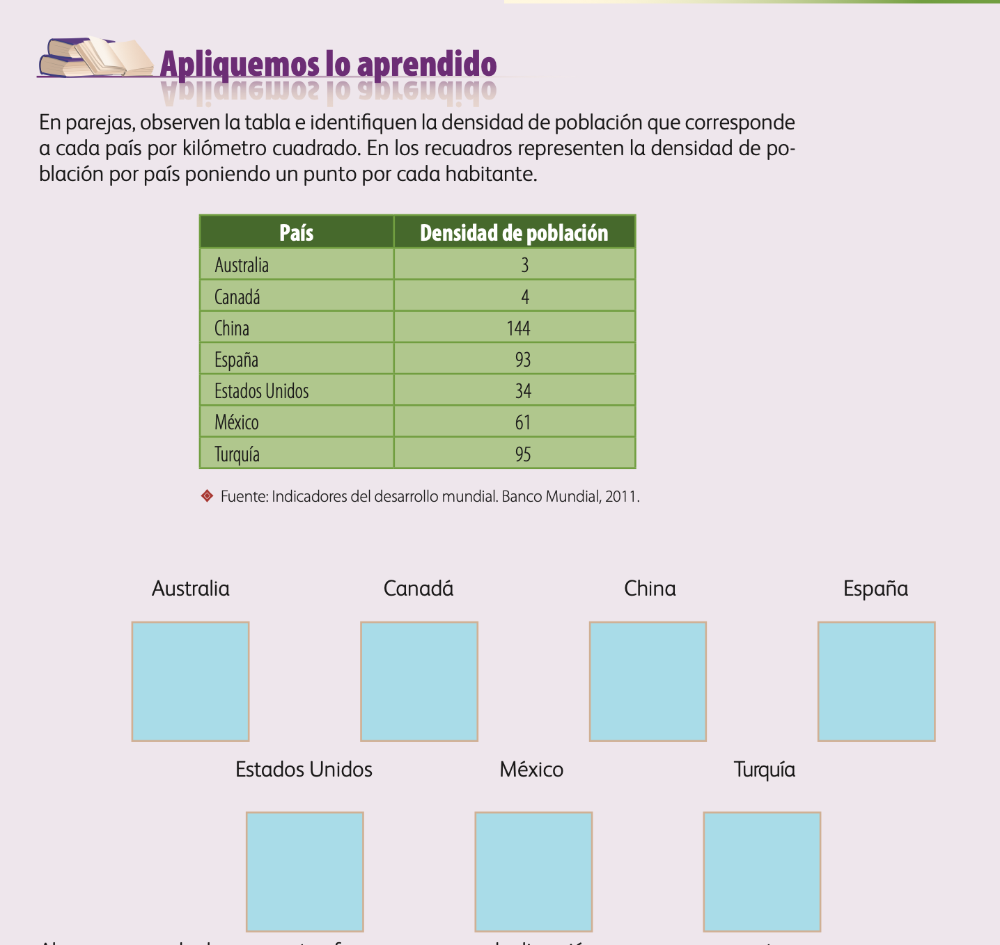 Apliquemos lo aprendido
En parejas, observen la tabla e identifiquen la densidad de población que corresponde
a cada país por kilómetro cuadrado. En los recuadros representen la densidad de po-
blación por país poniendo un punto por cada habitante.
País Densidad de población
Australia 3
Canadá 4
China 144
España 93
Estados Unidos 34
México 61
Turquía 95
Fuente: Indicadores del desarrollo mundial. Banco Mundial, 2011.
Australia Canadá China España
Estados Unidos México Turquía